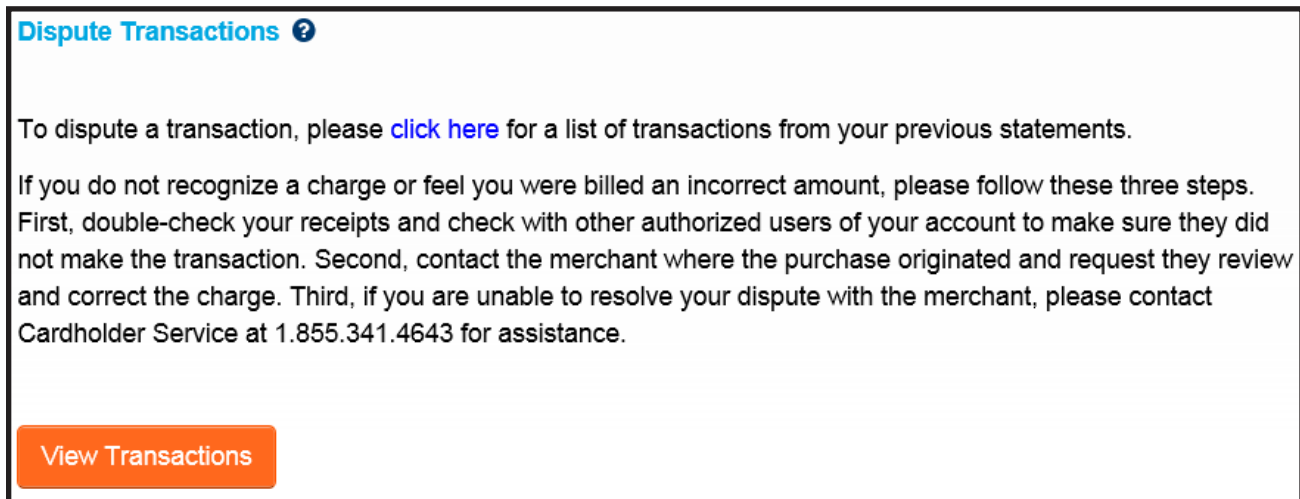 Dispute Transactions ?
To dispute a transaction, please click here for a list of transactions from your previous statements.
If you do not recognize a charge or feel you were billed an incorrect amount, please follow these three steps.
First, double-check your receipts and check with other authorized users of your account to make sure they did
not make the transaction. Second, contact the merchant where the purchase originated and request they review
and correct the charge. Third, if you are unable to resolve your dispute with the merchant, please contact
Cardholder Service at 1.855.341.4643 for assistance.
View Transactions